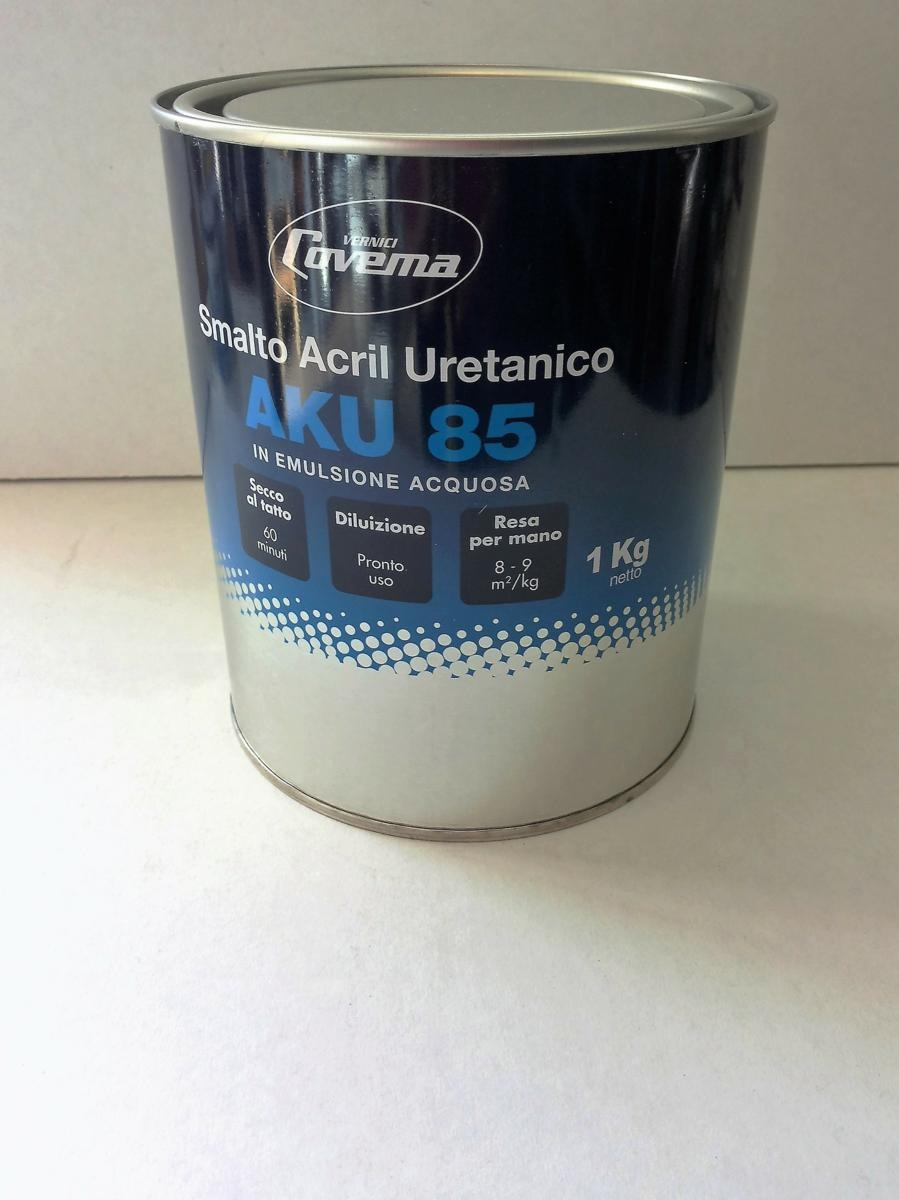 VERNICI
Covema
Smalto Acril Uretanico
AKU 85
IN EMULSIONE ACQUOSA
Secco
al tatto
60
minuti
Diluizione
Pronto
uso
Resa
per mano
8 - 9
m²/kg
1 Kg
netto